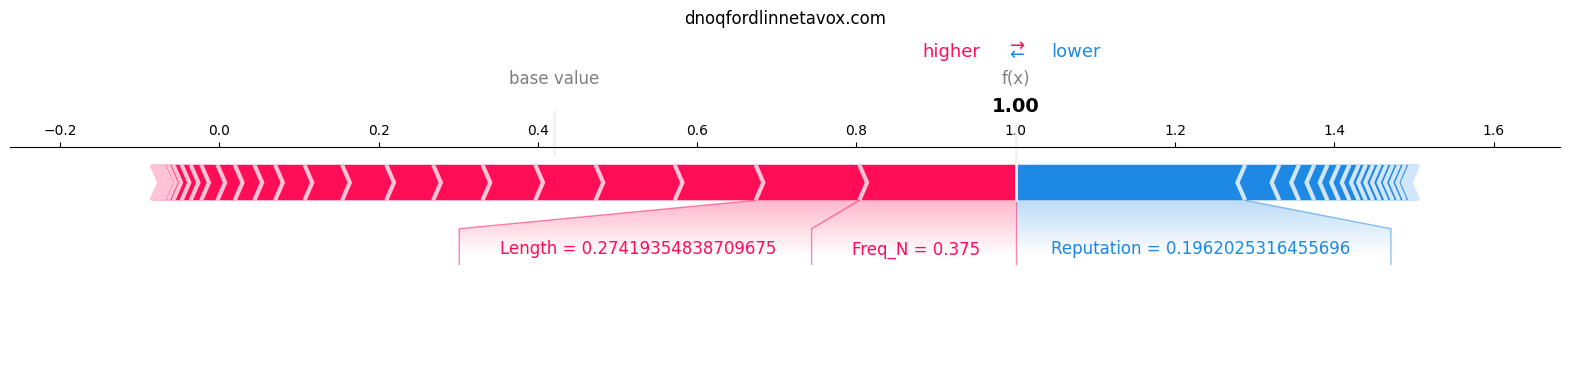 dnoqfordlinnetavox.com
higher ⇄ lower
base value f(x)
1.00
−0.2 0.0 0.2 0.4 0.6 0.8 1.0 1.2 1.4 1.6
Length = 0.27419354838709675 Freq_N = 0.375 Reputation = 0.1962025316455696